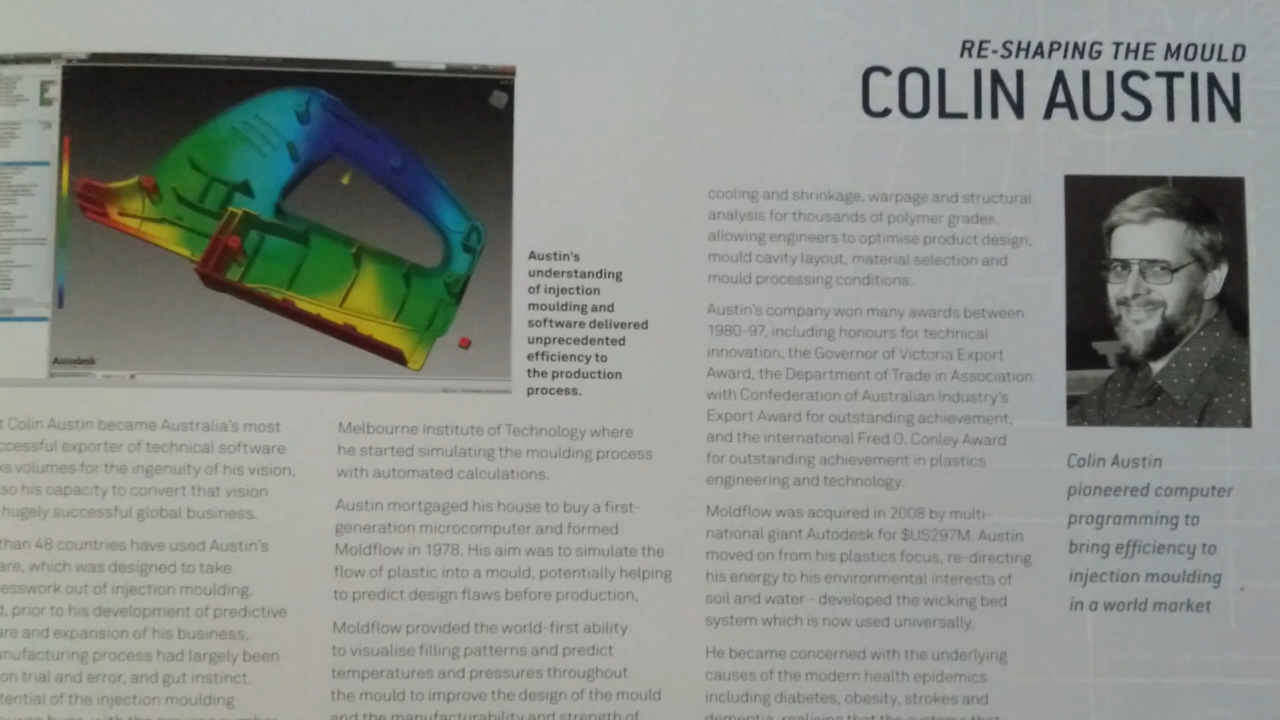 RE-SHAPING THE MOULD
COLIN AUSTIN
Autodesk
Austin's
understanding
of injection
moulding and
software delivered
unprecedented
efficiency to
the production
process.
Colin Austin became Australia's most
exporter of technical software
volumes for the ingenuity of his vision,
so his capacity to convert that vision
hugely successful global business.
than 48 countries have used Austin's
which was designed to take
out of injection moulding.
prior to his development of predictive
and expansion of his business,
process had largely been
on trial and error, and gut instinct.
of the injection moulding
Melbourne Institute of Technology where
he started simulating the moulding process
with automated calculations.
Austin mortgaged his house to buy a first-
generation microcomputer and formed
Moldflow in 1978. His aim was to simulate the
flow of plastic into a mould, potentially helping
to predict design flaws before production,
Moldflow provided the world-first ability
to visualise filling patterns and predict
temperatures and pressures throughout
the mould to improve the design of the mould
and the manufacturability and strength of
cooling and shrinkage, warpage and structural
analysis for thousands of polymer grades,
allowing engineers to optimise product design,
mould cavity layout, material selection and
mould processing conditions.
Austin's company won many awards between
1980-97, including honours for technical
innovation, the Governor of Victoria Export
Award, the Department of Trade in Association
with Confederation of Australian Industry's
Export Award for outstanding achievement,
and the international Fred O. Conley Award
for outstanding achievement in plastics
engineering and technology.
Moldflow was acquired in 2008 by multi-
national giant Autodesk for $US297M. Austin
moved on from his plastics focus, re-directing
his energy to his environmental interests of
soil and water - developed the wicking bed
system which is now used universally.
He became concerned with the underlying
causes of the modern health epidemics
including diabetes, obesity, strokes and
dementia, realising that the systems that
Colin Austin
pioneered computer
programming to
bring efficiency to
injection moulding
in a world market